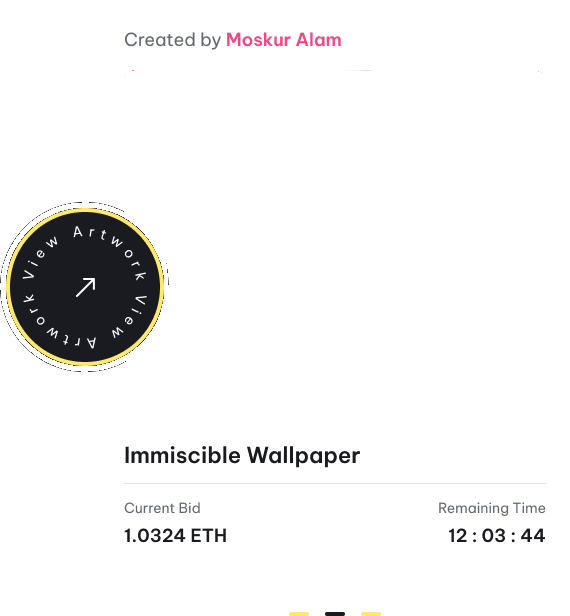 Created by Moskur Alam
View Artwork View Artwork
Immiscible Wallpaper
Current Bid
Remaining Time
1.0324 ETH
12 : 03 : 44